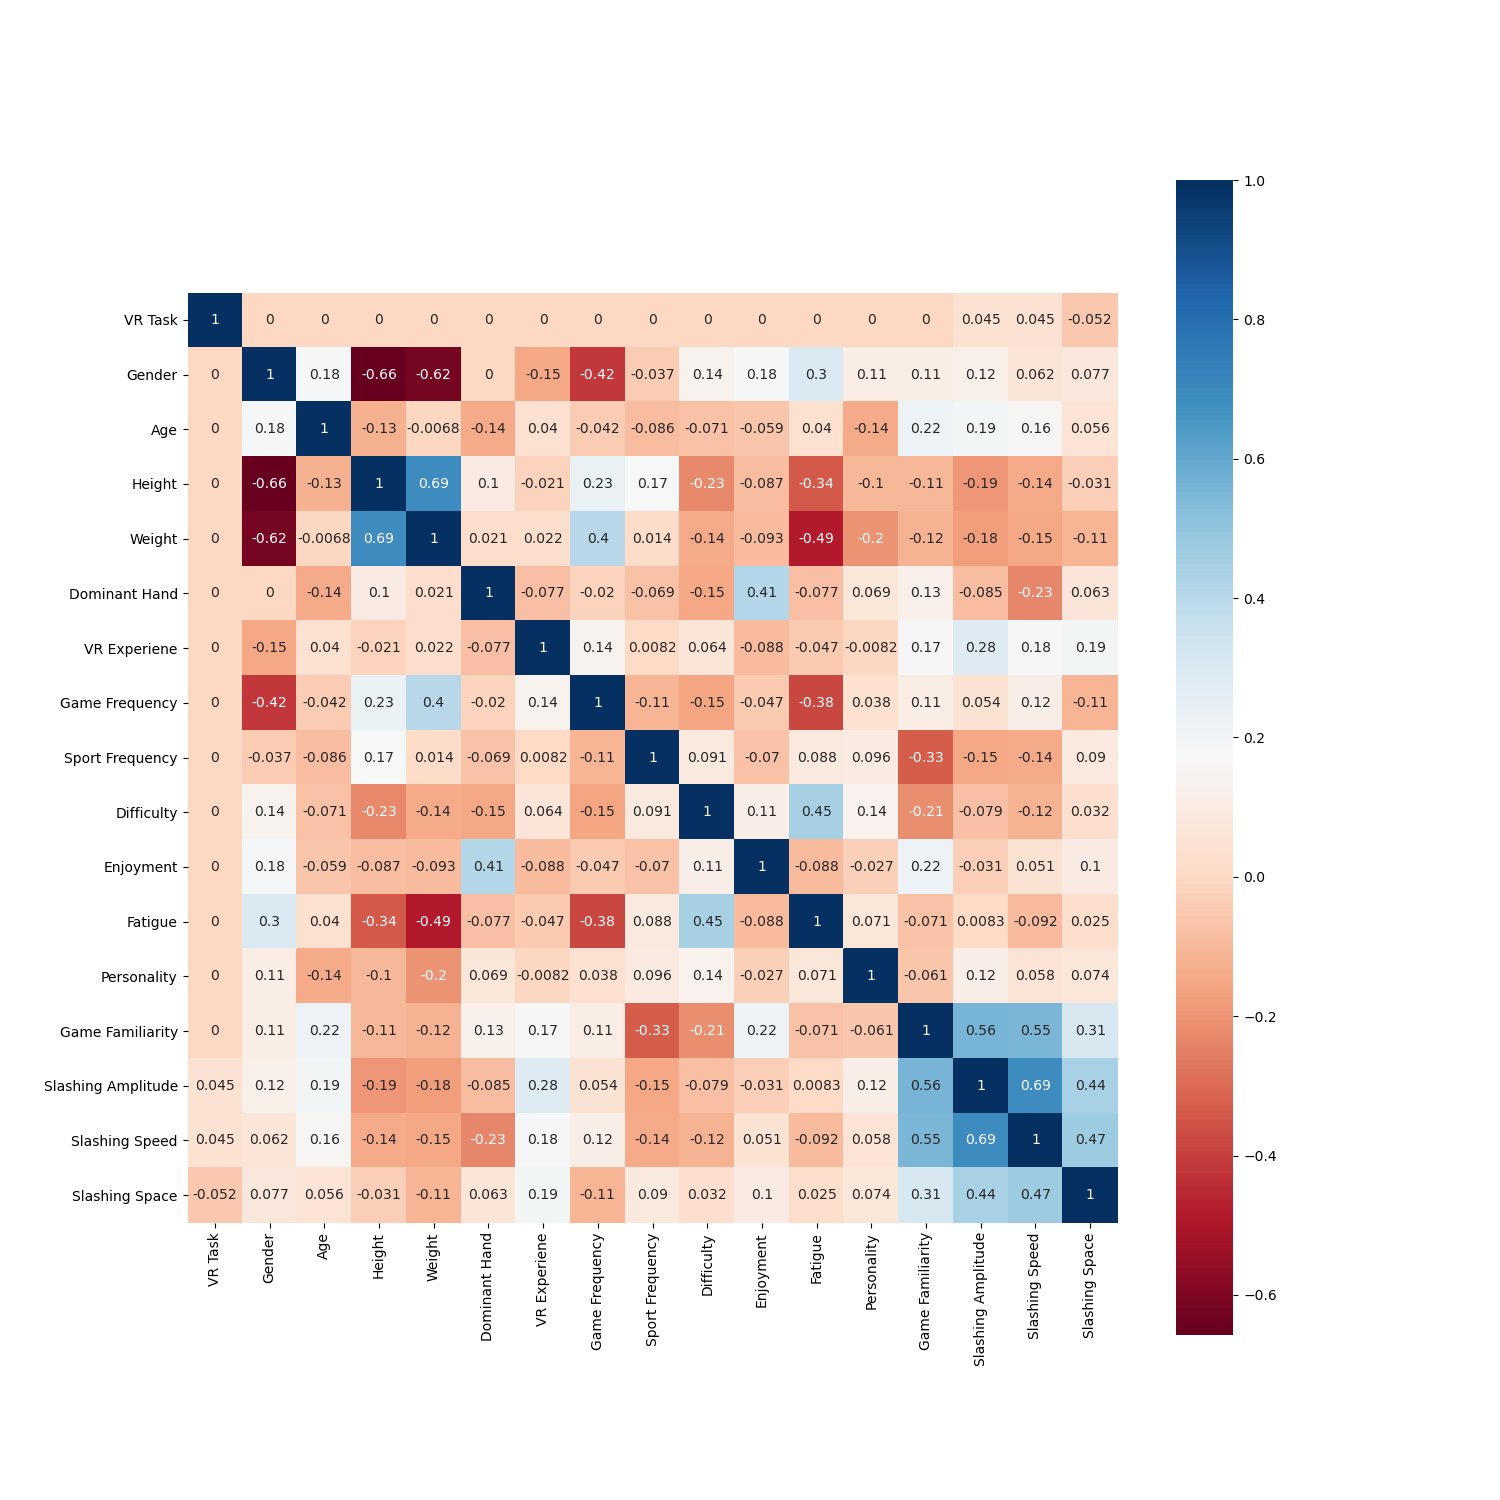 1.0
VR Task 1 0 0 0 0 0 0 0 0 0 0 0 0 0 0.045 0.045 -0.052
0.8
Gender 0 1 0.18 -0.66 -0.62 0 -0.15 -0.42 -0.037 0.14 0.18 0.3 0.11 0.11 0.12 0.062 0.077
Age 0 0.18 1 -0.13 -0.0068 -0.14 0.04 -0.042 -0.086 -0.071 -0.059 0.04 -0.14 0.22 0.19 0.16 0.056
0.6
Height 0 -0.66 -0.13 1 0.69 0.1 -0.021 0.23 0.17 -0.23 -0.087 -0.34 -0.1 -0.11 -0.19 -0.14 -0.031
Weight 0 -0.62 -0.0068 0.69 1 0.021 0.022 0.4 0.014 -0.14 -0.093 -0.49 -0.2 -0.12 -0.18 -0.15 -0.11
Dominant Hand 0 0 -0.14 0.1 0.021 1 -0.077 -0.02 -0.069 -0.15 0.41 -0.077 0.069 0.13 -0.085 -0.23 0.063
0.4
VR Experiene 0 -0.15 0.04 -0.021 0.022 -0.077 1 0.14 0.0082 0.064 -0.088 -0.047 -0.0082 0.17 0.28 0.18 0.19
Game Frequency 0 -0.42 -0.042 0.23 0.4 -0.02 0.14 1 -0.11 -0.15 -0.047 -0.38 0.038 0.11 0.054 0.12 -0.11
0.2
Sport Frequency 0 -0.037 -0.086 0.17 0.014 -0.069 0.0082 -0.11 1 0.091 -0.07 0.088 0.096 -0.33 -0.15 -0.14 0.09
Difficulty 0 0.14 -0.071 -0.23 -0.14 -0.15 0.064 -0.15 0.091 1 0.11 0.45 0.14 -0.21 -0.079 -0.12 0.032
Enjoyment 0 0.18 -0.059 -0.087 -0.093 0.41 -0.088 -0.047 -0.07 0.11 1 -0.088 -0.027 0.22 -0.031 0.051 0.1
0.0
Fatigue 0 0.3 0.04 -0.34 -0.49 -0.077 -0.047 -0.38 0.088 0.45 -0.088 1 0.071 -0.071 0.0083 -0.092 0.025
Personality 0 0.11 -0.14 -0.1 -0.2 0.069 -0.0082 0.038 0.096 0.14 -0.027 0.071 1 -0.061 0.12 0.058 0.074
−0.2
Game Familiarity 0 0.11 0.22 -0.11 -0.12 0.13 0.17 0.11 -0.33 -0.21 0.22 -0.071 -0.061 1 0.56 0.55 0.31
Slashing Amplitude 0.045 0.12 0.19 -0.19 -0.18 -0.085 0.28 0.054 -0.15 -0.079 -0.031 0.0083 0.12 0.56 1 0.69 0.44
Slashing Speed 0.045 0.062 0.16 -0.14 -0.15 -0.23 0.18 0.12 -0.14 -0.12 0.051 -0.092 0.058 0.55 0.69 1 0.47
−0.4
Slashing Space -0.052 0.077 0.056 -0.031 -0.11 0.063 0.19 -0.11 0.09 0.032 0.1 0.025 0.074 0.31 0.44 0.47 1
−0.6
VR Task
Gender
Age
Height
Weight
Dominant Hand
VR Experiene
Game Frequency
Sport Frequency
Difficulty
Enjoyment
Fatigue
Personality
Game Familiarity
Slashing Amplitude
Slashing Speed
Slashing Space